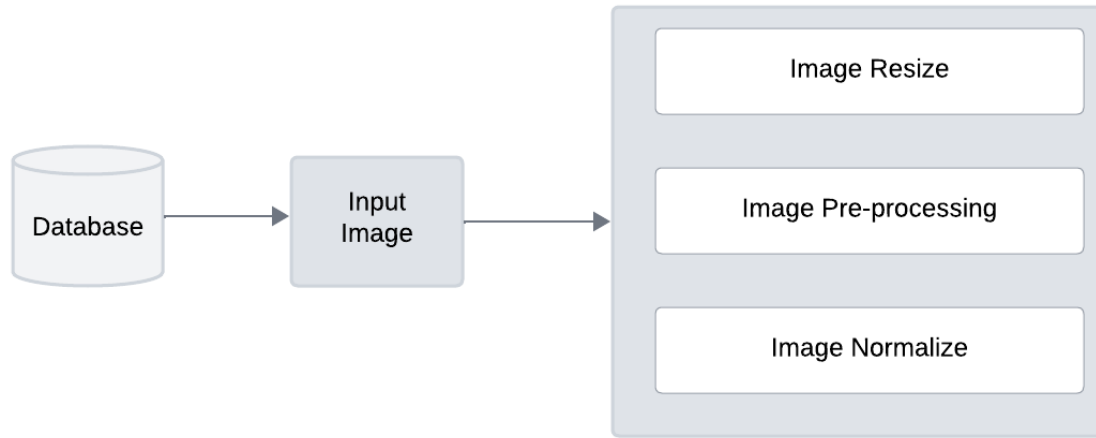 Image Resize
Database
Input
Image
Image Pre-processing
Image Normalize